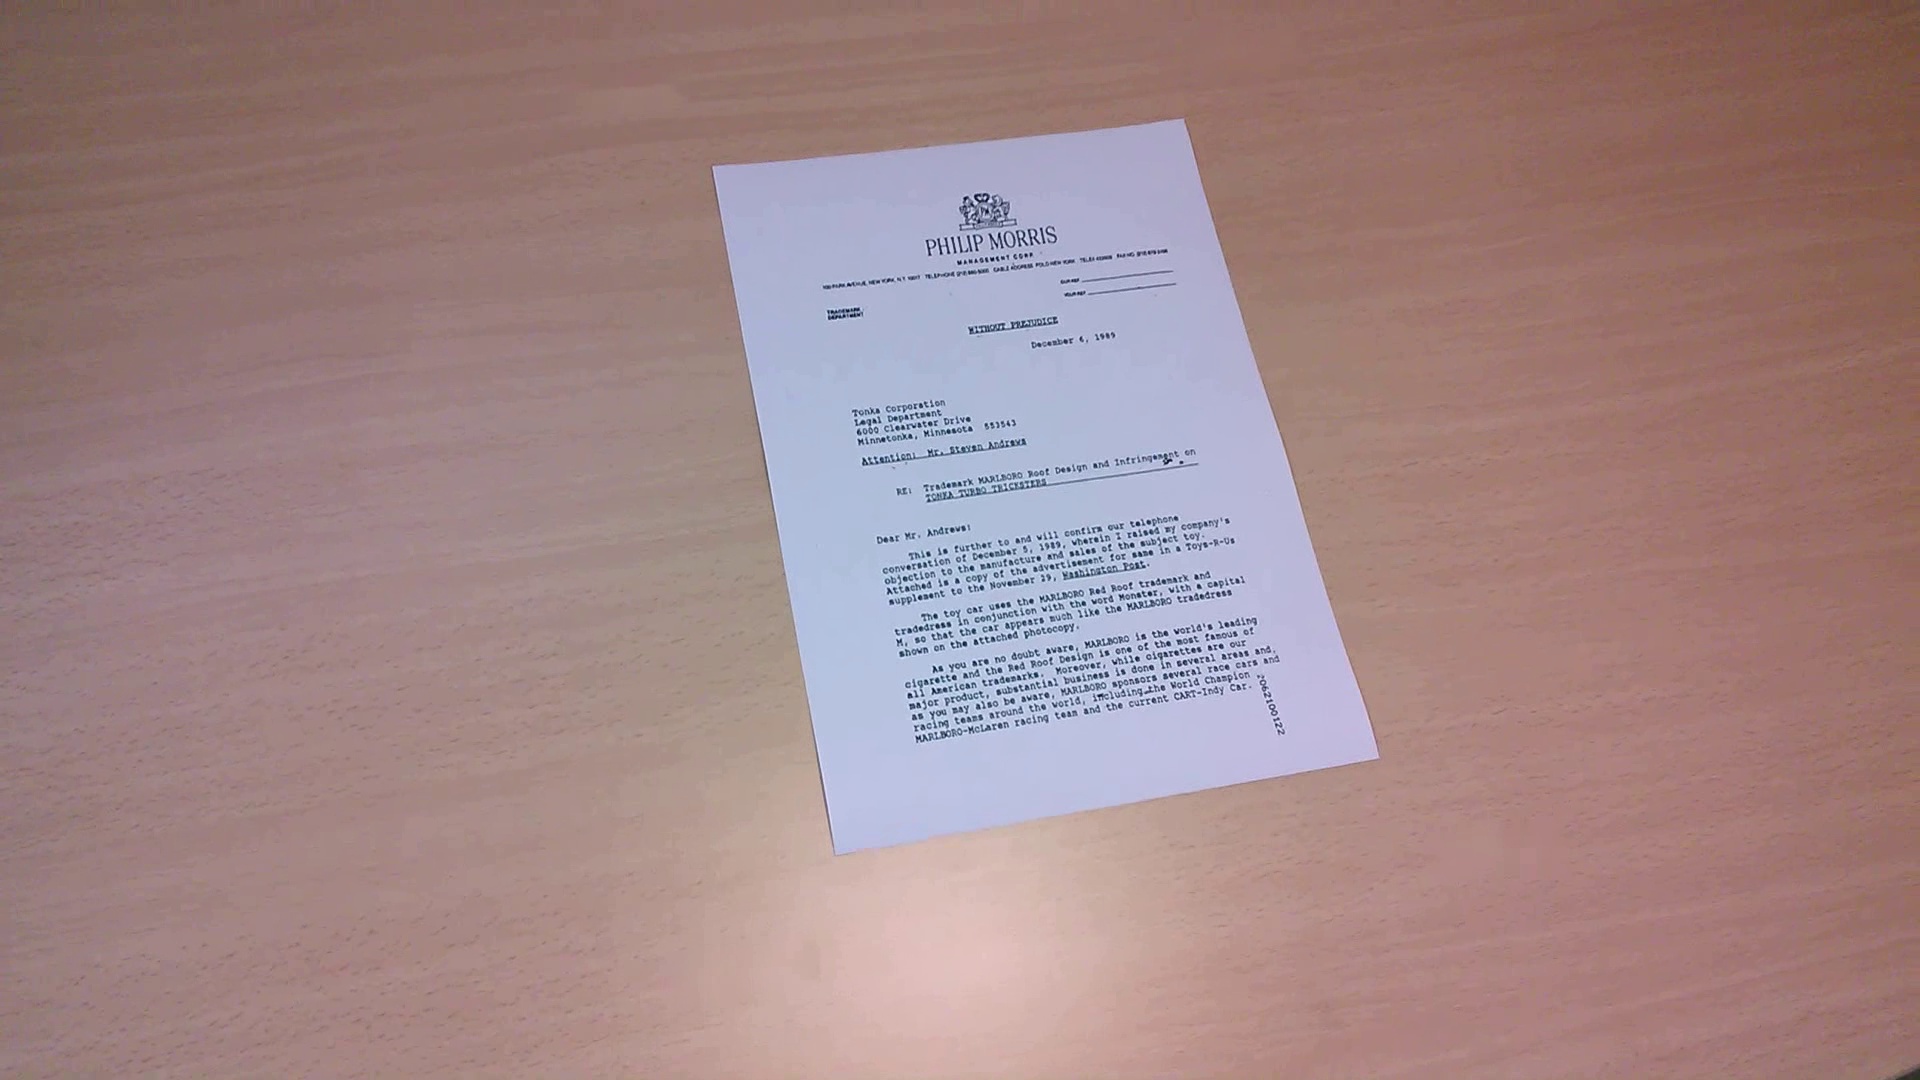 PHILIP MORRIS
MANAGEMENT CORP.
100 PARK AVENUE, NEW YORK, N.Y. 10017 TELEPHONE (212) 880-5000 CABLE ADDRESS POLO NEW YORK TELEX FAX NO.
OUR REF.
YOUR REF.
TRADEMARK
DEPARTMENT
WITHOUT PREJUDICE
December 6, 1989
Tonka Corporation
Legal Department
6000 Clearwater Drive
Minnetonka, Minnesota 553543
Attention: Mr. Steven Andrews
RE: Trademark MARLBORO Roof Design and Infringement on
TONKA TURBO TRICKSTERS
Dear Mr. Andrews:
This is further to and will confirm our telephone
conversation of December 5, 1989, wherein I raised my company's
objection to the manufacture and sales of the subject toy.
Attached is a copy of the advertisement for same in a Toys-R-Us
supplement to the November 29, Washington Post.
The toy car uses the MARLBORO Red Roof trademark and
tradedress in conjunction with the word Monster, with a capital
M, so that the car appears much like the MARLBORO tradedress
shown on the attached photocopy.
As you are no doubt aware, MARLBORO is the world's leading
cigarette and the Red Roof Design is one of the most famous of
all American trademarks. Moreover, while cigarettes are our
major product, substantial business is done in several areas and,
as you may also be aware, MARLBORO sponsors several race cars and
racing teams around the world, including the World Champion
MARLBORO-McLaren racing team and the current CART-Indy Car.
2062100122